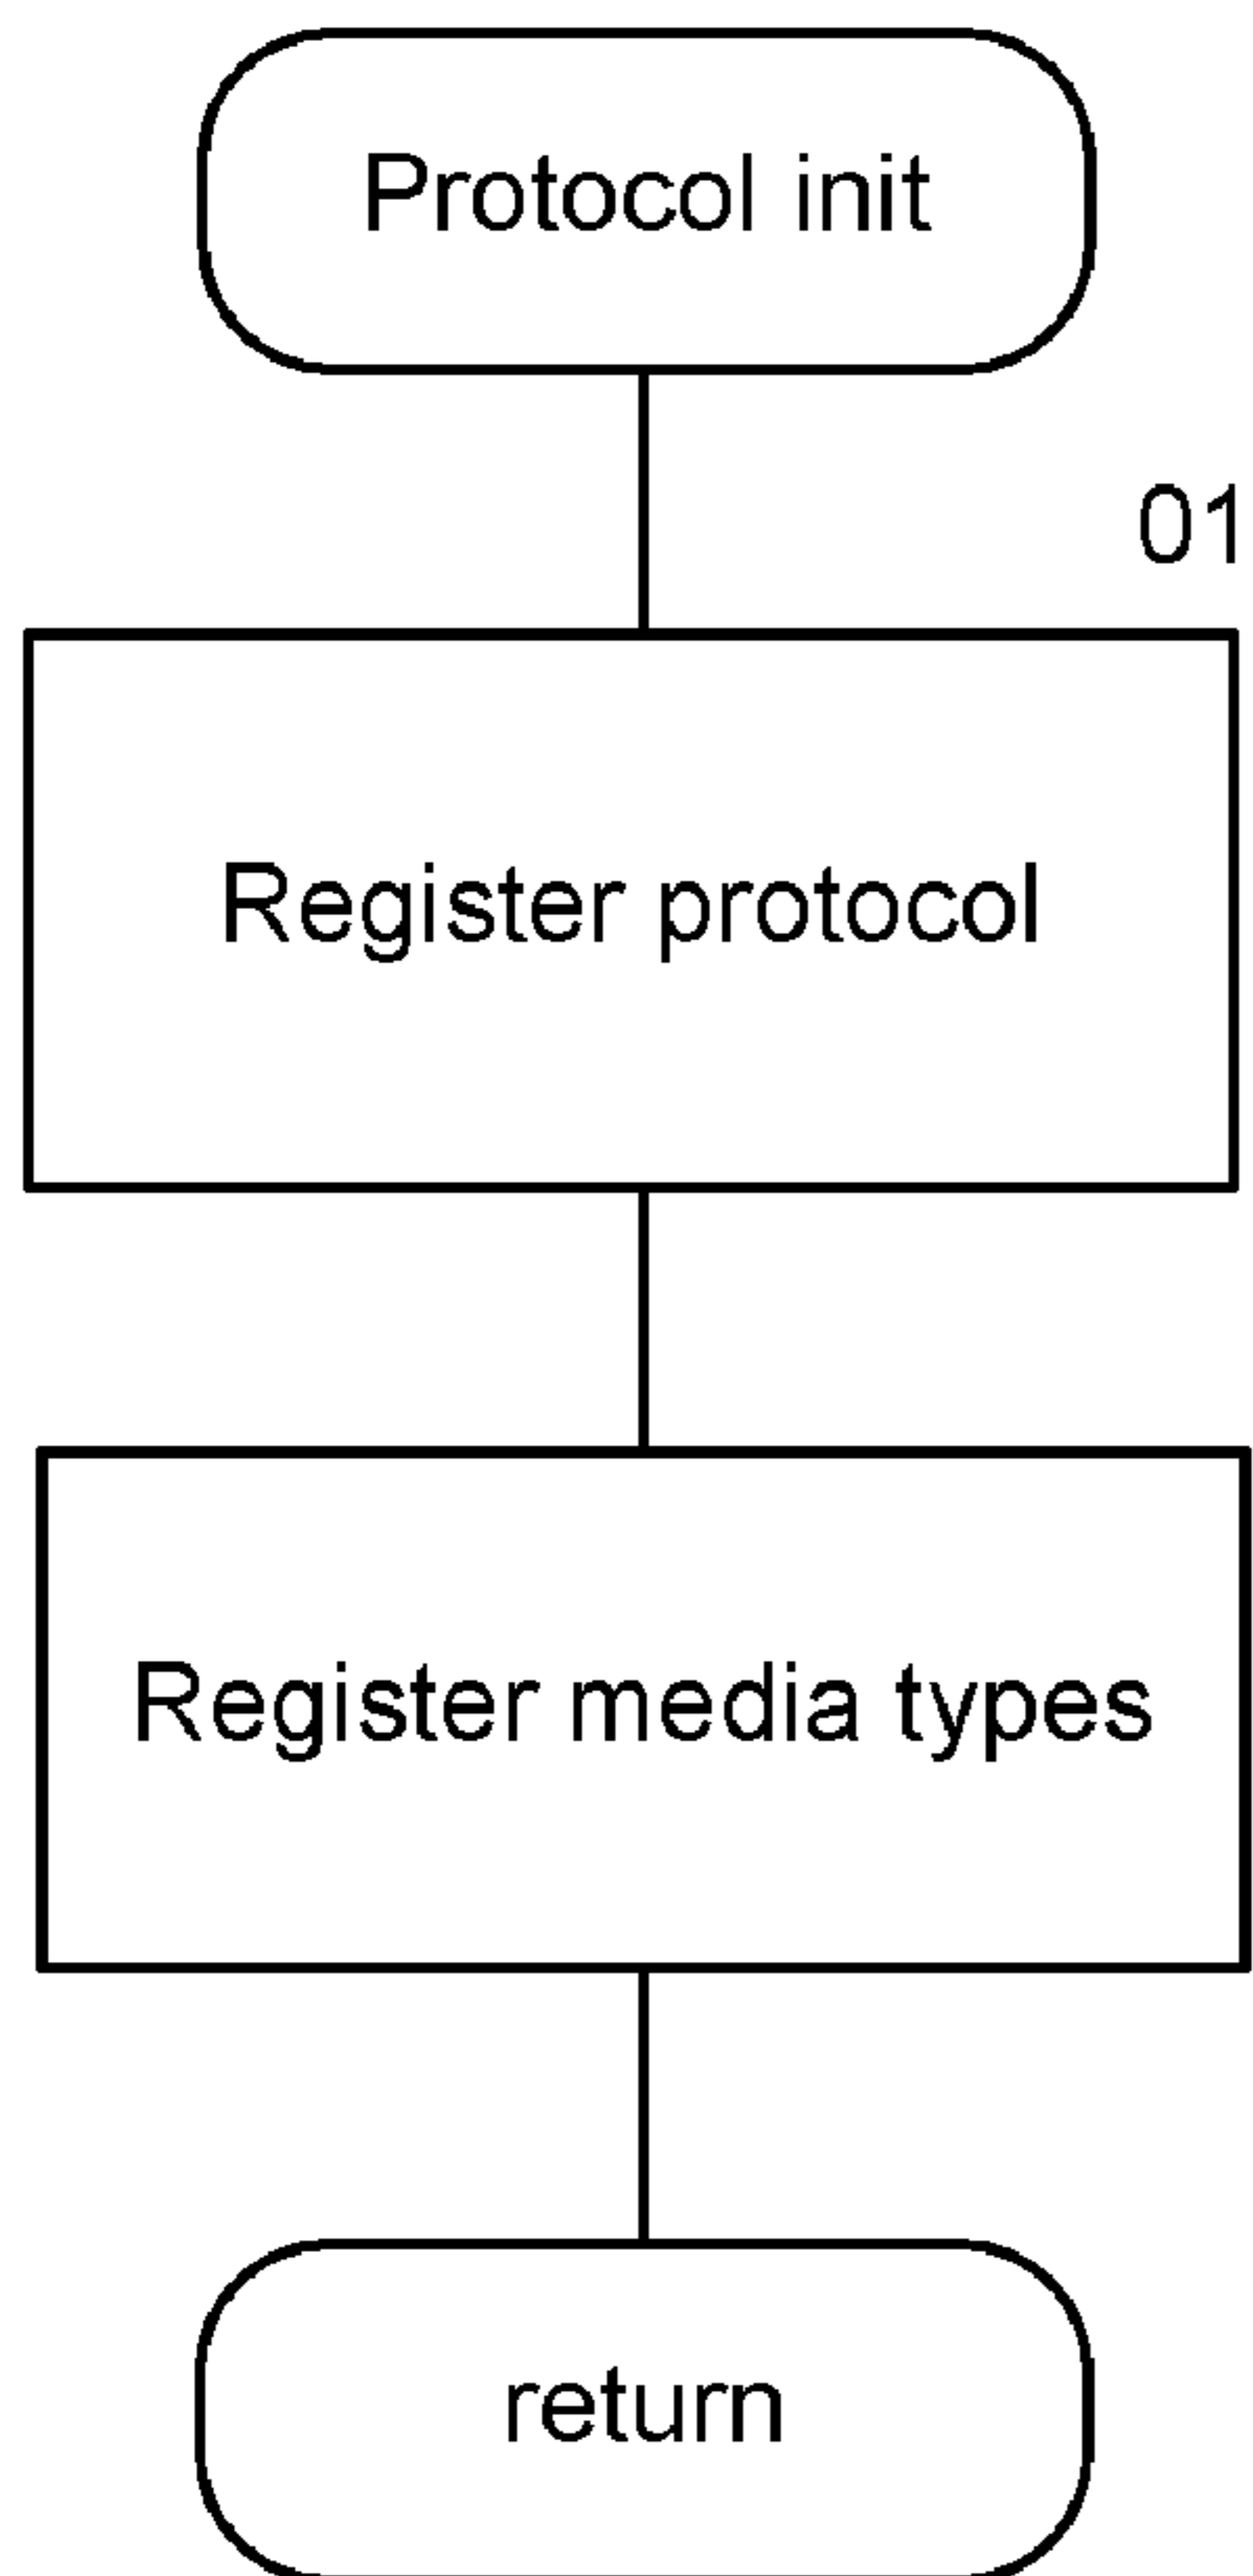 Protocol init
01
Register protocol
Register media types
return